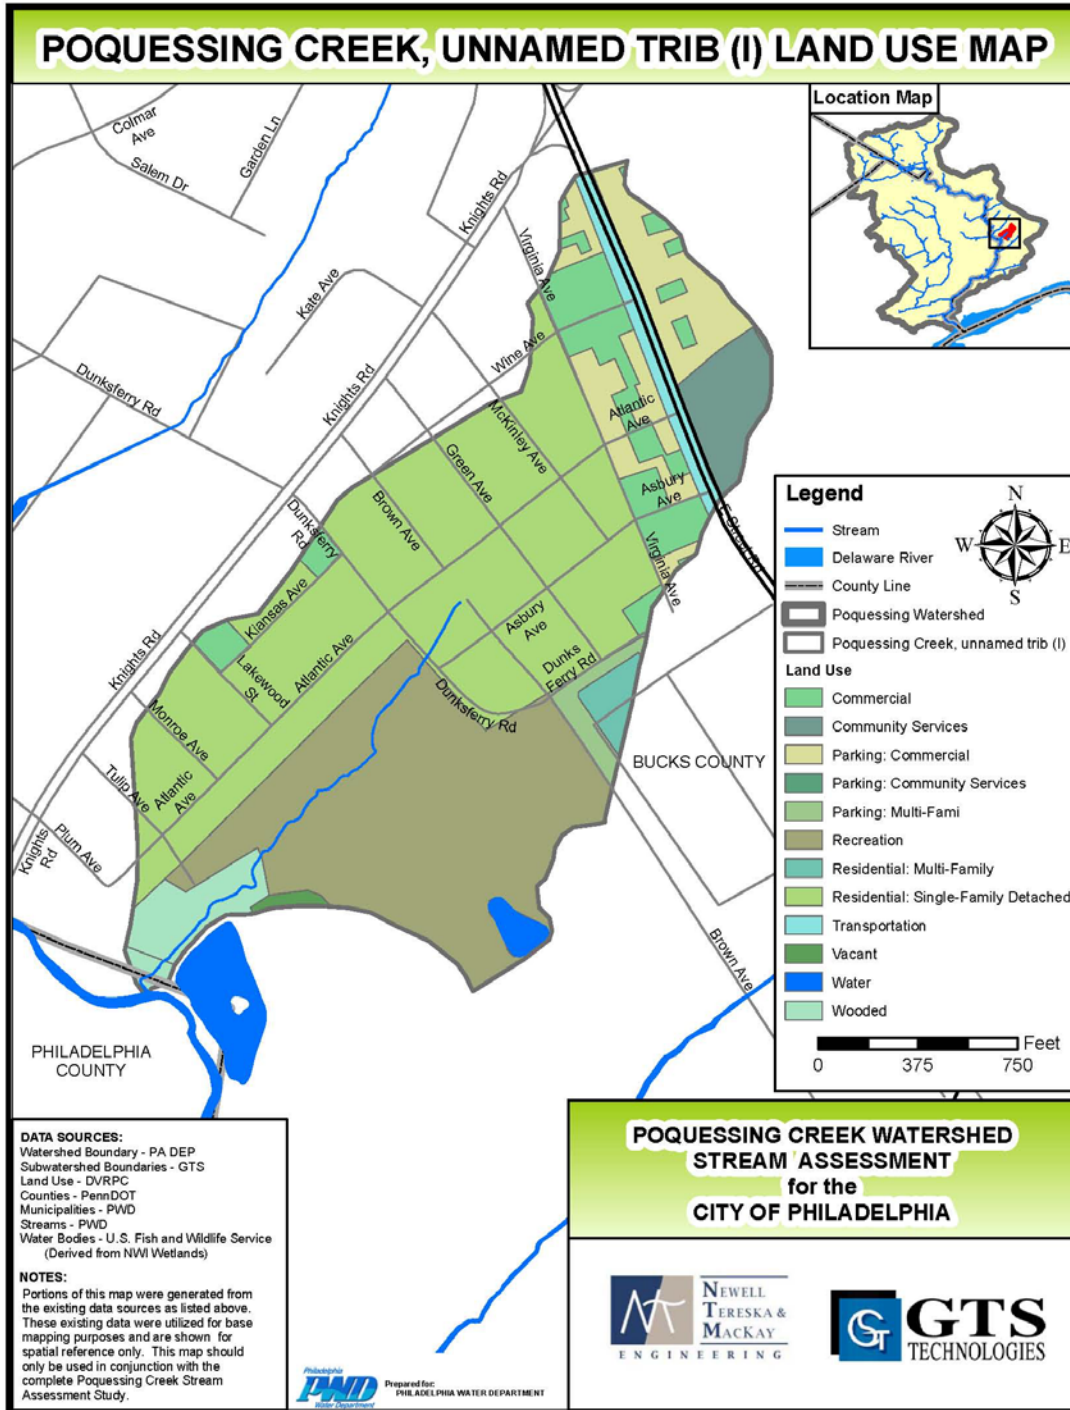 POQUESSING CREEK, UNNAMED TRIB (I) LAND USE MAP
Location Map
Colmar
Ave
Salem Dr
Garden Ln
Knights Rd
Virginia Ave
Kate Ave
Wine Ave
Dunksferry Rd
Knights Rd
McKinley Ave
Atlantic
Ave
Green Ave
Brown Ave
Asbury
Ave
Dunksferry
Rd
Virginia Ave
Kiansas Ave
Asbury
Ave
Dunks
Ferry Rd
Knights Rd
Lakewood
St
Atlantic Ave
Dunksferry Rd
Monroe Ave
Tulip Ave
Atlantic
Ave
Plum Ave
Knights
Rd
BUCKS COUNTY
Brown Ave
PHILADELPHIA
COUNTY
Legend
N
W
E
S
Stream
Delaware River
County Line
Poquessing Watershed
Poquessing Creek, unnamed trib (I)
Land Use
Commercial
Community Services
Parking: Commercial
Parking: Community Services
Parking: Multi-Fami
Recreation
Residential: Multi-Family
Residential: Single-Family Detached
Transportation
Vacant
Water
Wooded
Feet
0 375 750
DATA SOURCES:
Watershed Boundary - PA DEP
Subwatershed Boundaries - GTS
Land Use - DVRPC
Counties - PennDOT
Municipalities - PWD
Streams - PWD
Water Bodies - U.S. Fish and Wildlife Service
(Derived from NWI Wetlands)
NOTES:
Portions of this map were generated from
the existing data sources as listed above.
These existing data were utilized for base
mapping purposes and are shown for
spatial reference only. This map should
only be used in conjunction with the
complete Poquessing Creek Stream
Assessment Study.
Philadelphia
PWD
Water Department
Prepared for:
PHILADELPHIA WATER DEPARTMENT
POQUESSING CREEK WATERSHED
STREAM ASSESSMENT
for the
CITY OF PHILADELPHIA
NEWELL
TERESKA &
MACKAY
ENGINEERING
GTS
TECHNOLOGIES